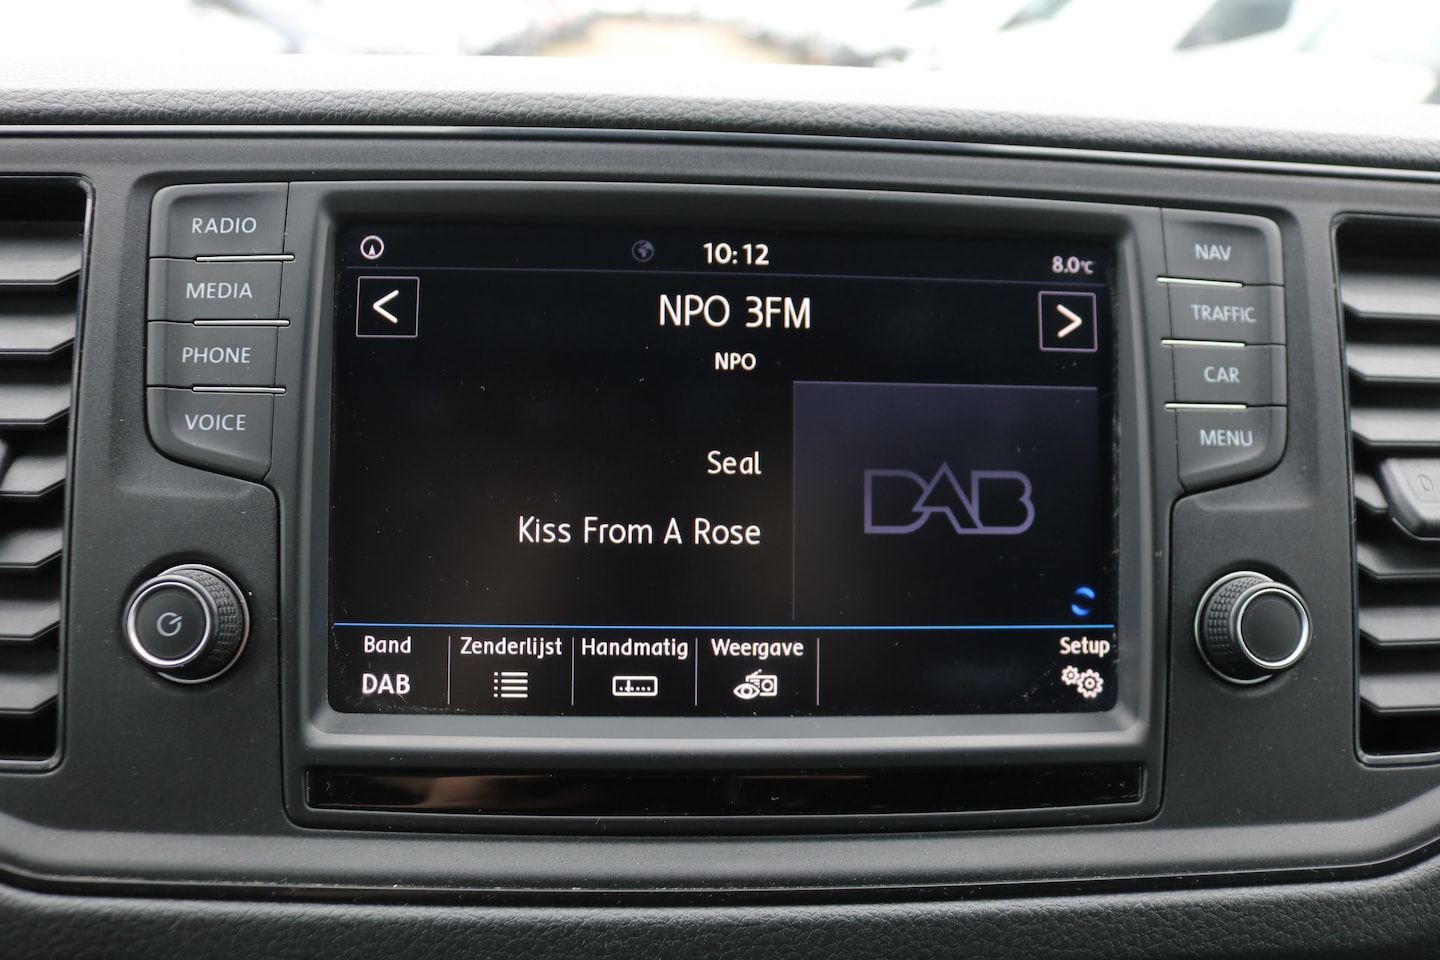 RADIO
MEDIA
PHONE
VOICE
10:12
8.0°C
<
NPO 3FM
>
NPO
Seal
Kiss From A Rose
DAB
Band
DAB
Zenderlijst
Handmatig
Weergave
Setup
NAV
TRAFFIC
CAR
MENU